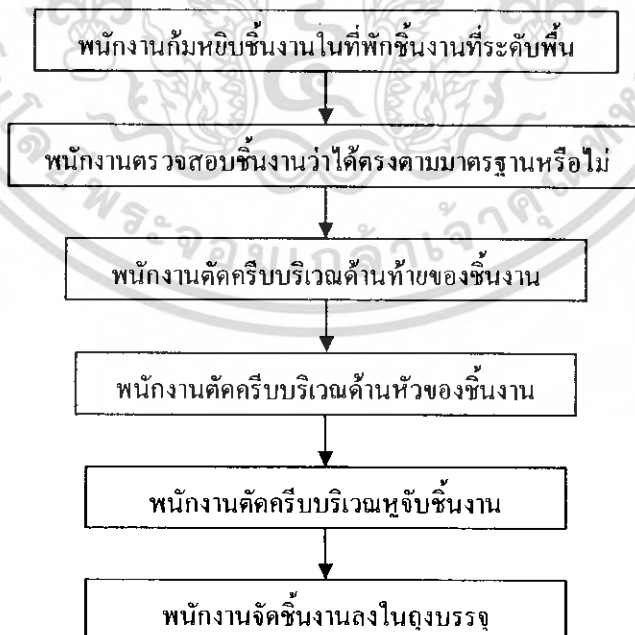 พนักงานก้มหยิบชิ้นงานในที่พักชิ้นงานที่ระดับพื้น
พนักงานตรวจสอบชิ้นงานว่าได้ตรงตามมาตรฐานหรือไม่
พนักงานตัดครีบบริเวณด้านท้ายของชิ้นงาน
พนักงานตัดครีบบริเวณด้านหัวของชิ้นงาน
พนักงานตัดครีบบริเวณหูจับชิ้นงาน
พนักงานจัดชิ้นงานลงในถุงบรรจุ